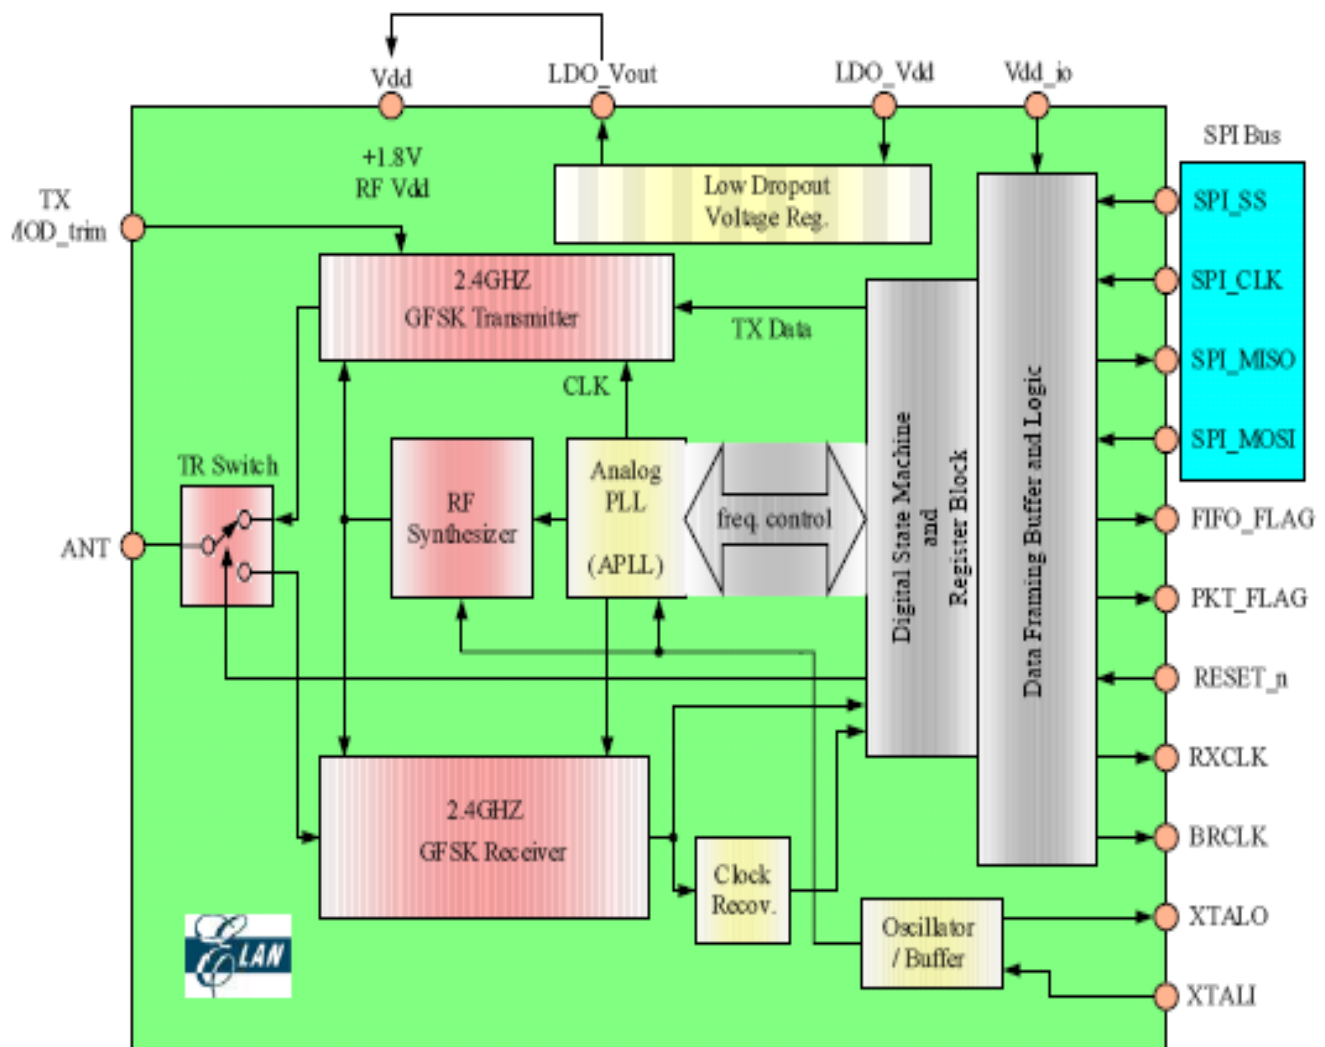 Vdd
LDO_Vout
LDO_Vdd
Vdd_io
SPI Bus
+1.8V
RF Vdd
Low Dropout
Voltage Reg.
TX
MOD_trim
SPI_SS
2.4GHZ
GFSK Transmitter
SPI_CLK
TX Data
SPI_MISO
CLK
SPI_MOSI
TR Switch
RF
Synthesizer
Analog
PLL
(APLL)
freq. control
Digital State Machine
and
Register Block
Data Framing Buffer and Logic
FIFO_FLAG
ANT
PKT_FLAG
RESET_n
RXCLK
2.4GHZ
GFSK Receiver
BRCLK
Clock
Recov.
Oscillator
/ Buffer
XTALO
XTALI
ELAN